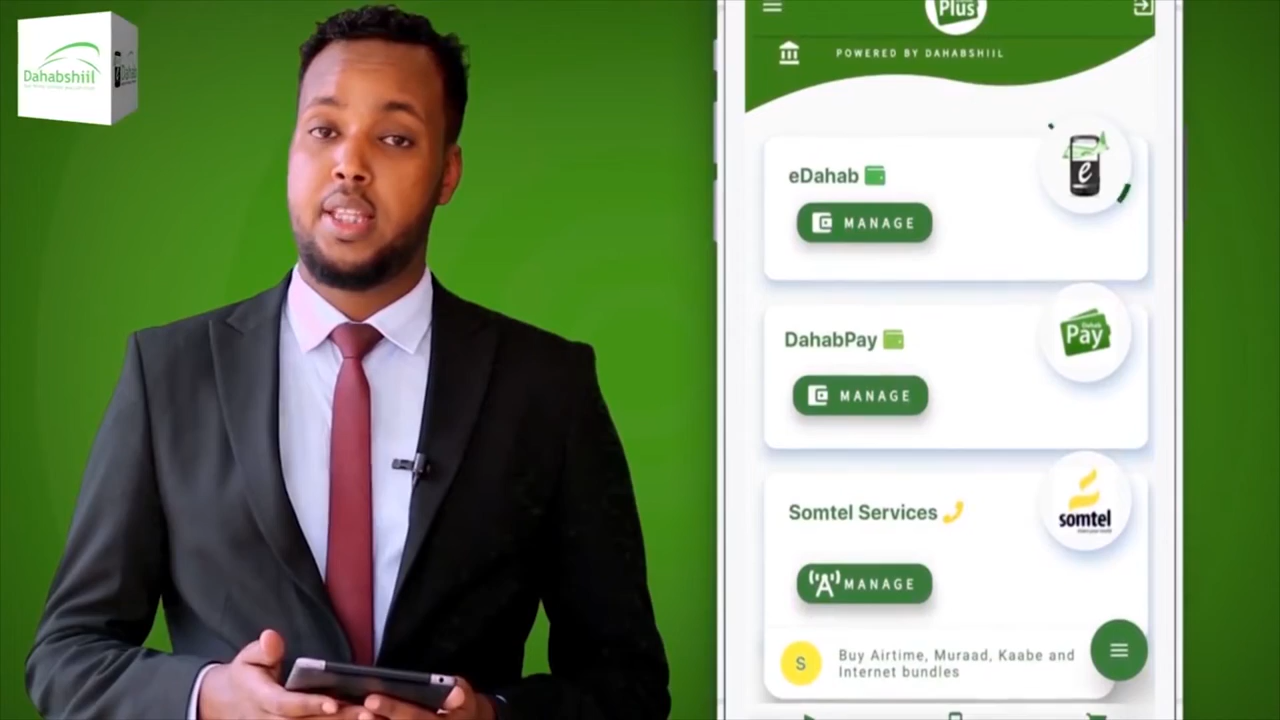 Dahabshiil
Plus
POWERED BY DAHABSHIIL
eDahab
e
MANAGE
DahabPay
Dahab
Pay
MANAGE
Somtel Services
somtel
MANAGE
S
Buy Airtime, Muraad, Kaabe and
Internet bundles